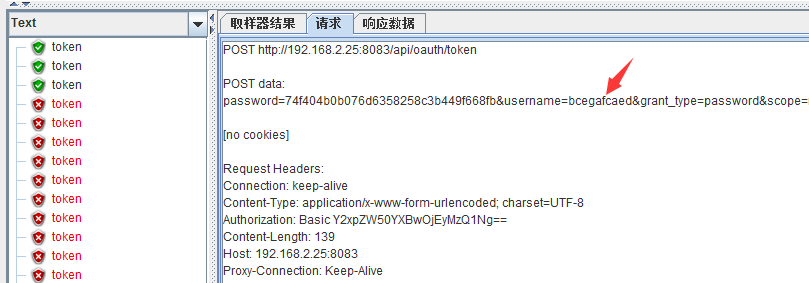 Text
取样器结果 请求 响应数据
token
token
token
token
token
token
token
token
token
token
token
token
token
POST http://192.168.2.25:8083/api/oauth/token
POST data:
password=74f404b0b076d6358258c3b449f668fb&username=bcegafcaed&grant_type=password&scope=
[no cookies]
Request Headers:
Connection: keep-alive
Content-Type: application/x-www-form-urlencoded; charset=UTF-8
Authorization: Basic Y2xpZW50YXBwOjEyMzQ1Ng==
Content-Length: 139
Host: 192.168.2.25:8083
Proxy-Connection: Keep-Alive